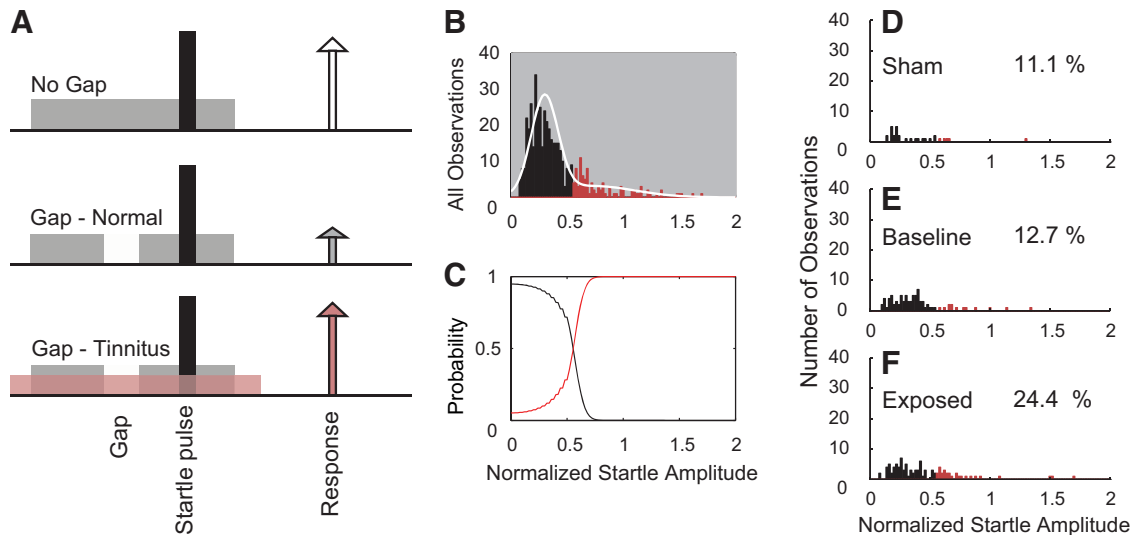 A
No Gap
Gap - Normal
Gap - Tinnitus
Gap
Startle pulse
Response
B
All Observations
40
30
20
10
0
0 0.5 1 1.5 2
C
Probability
1
0.5
0
0 0.5 1 1.5 2
Normalized Startle Amplitude
Number of Observations
D
Sham 11.1 %
40
30
20
10
0
0 0.5 1 1.5 2
E
Baseline 12.7 %
40
30
20
10
0
0 0.5 1 1.5 2
F
Exposed 24.4 %
40
30
20
10
0
0 0.5 1 1.5 2
Normalized Startle Amplitude